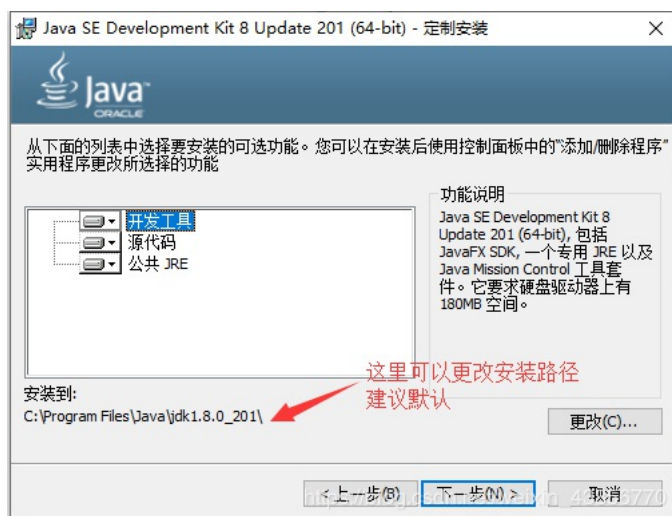 Java SE Development Kit 8 Update 201 (64-bit) - 定制安装
Java
ORACLE
从下面的列表中选择要安装的可选功能。您可以在安装后使用控制面板中的"添加/删除程序"
实用程序更改所选择的功能
开发工具
源代码
公共 JRE
功能说明
Java SE Development Kit 8
Update 201 (64-bit), 包括
JavaFX SDK, 一个专用 JRE 以及
Java Mission Control 工具套
件。它要求硬盘驱动器上有
180MB 空间。
这里可以更改安装路径
建议默认
安装到:
C:\Program Files\Java\jdk1.8.0_201\
更改(C)...
< 上一步(B)
下一步(N) >
取消